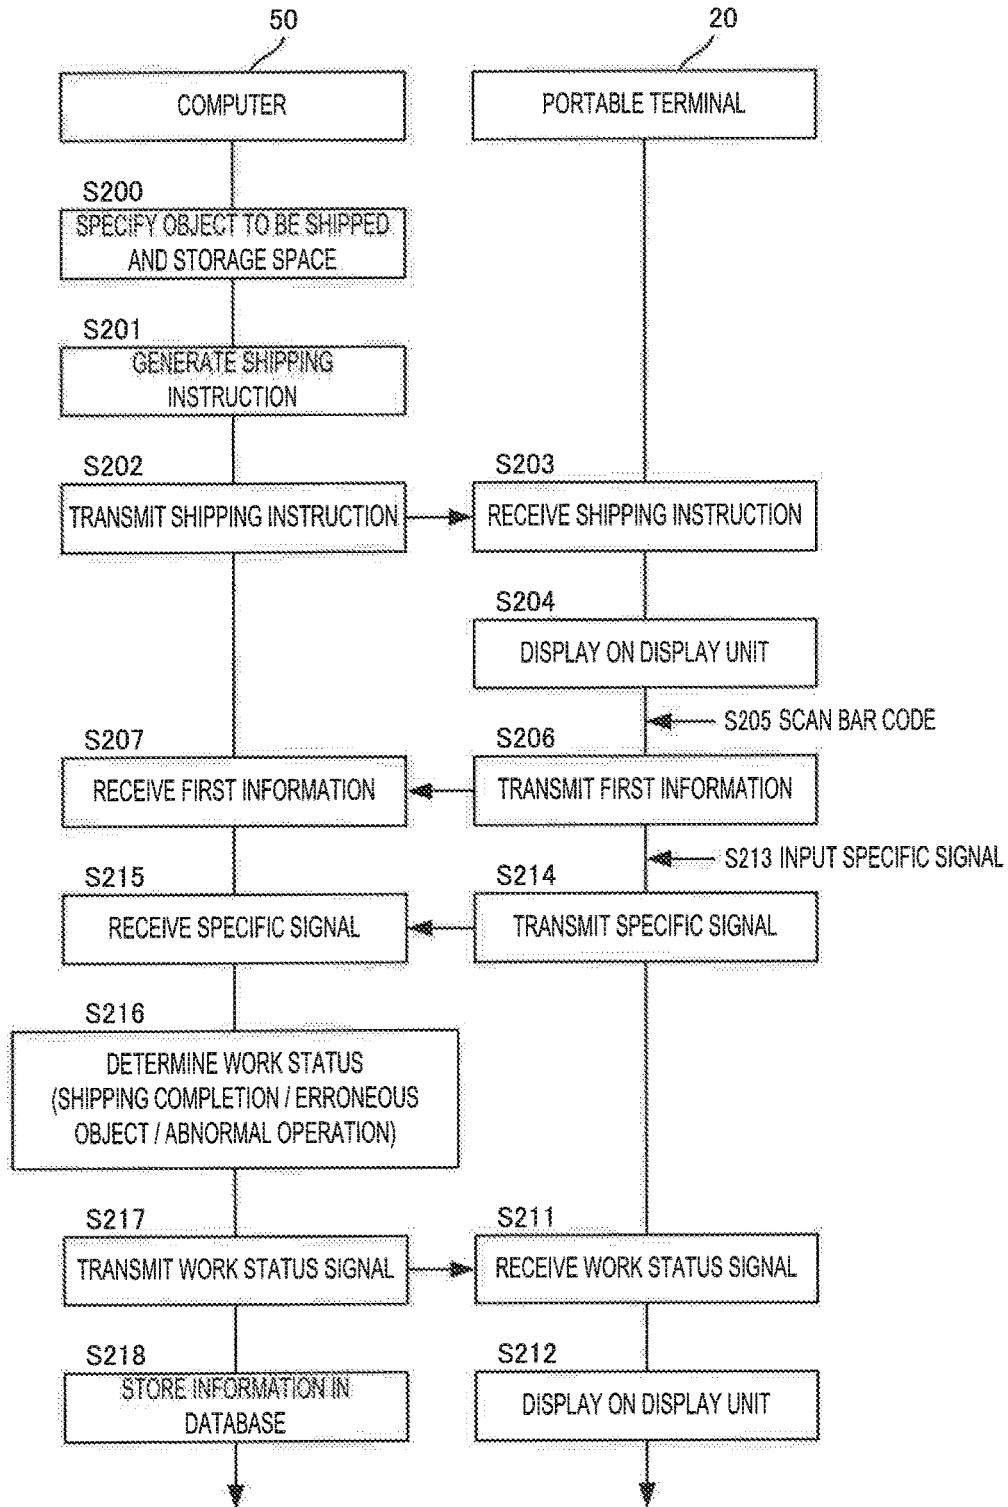 50
20
COMPUTER
PORTABLE TERMINAL
S200
SPECIFY OBJECT TO BE SHIPPED
AND STORAGE SPACE
S201
GENERATE SHIPPING
INSTRUCTION
S202
TRANSMIT SHIPPING INSTRUCTION
S203
RECEIVE SHIPPING INSTRUCTION
S204
DISPLAY ON DISPLAY UNIT
S205 SCAN BAR CODE
S207
RECEIVE FIRST INFORMATION
S206
TRANSMIT FIRST INFORMATION
S213 INPUT SPECIFIC SIGNAL
S215
RECEIVE SPECIFIC SIGNAL
S214
TRANSMIT SPECIFIC SIGNAL
S216
DETERMINE WORK STATUS
(SHIPPING COMPLETION / ERRONEOUS
OBJECT / ABNORMAL OPERATION)
S217
TRANSMIT WORK STATUS SIGNAL
S211
RECEIVE WORK STATUS SIGNAL
S218
STORE INFORMATION IN
DATABASE
S212
DISPLAY ON DISPLAY UNIT